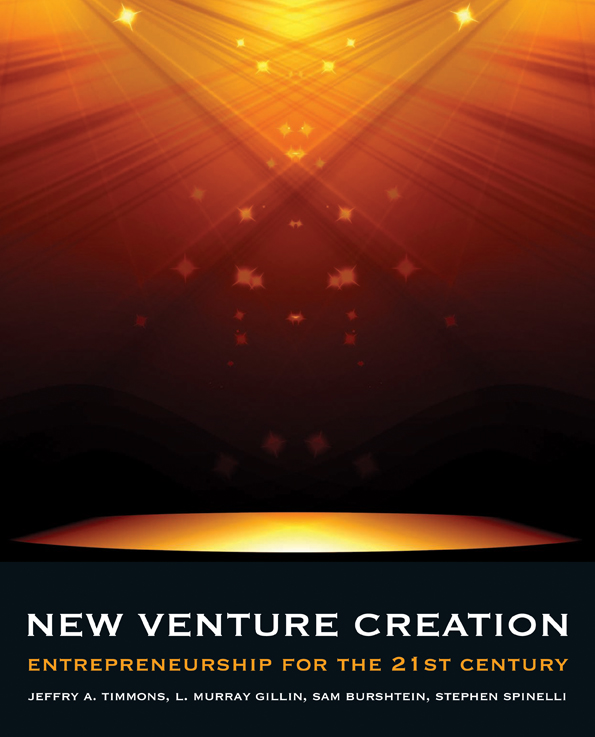 NEW VENTURE CREATION
ENTREPRENEURSHIP FOR THE 21ST CENTURY
JEFFRY A. TIMMONS, L. MURRAY GILLIN, SAM BURSHTEIN, STEPHEN SPINELLI